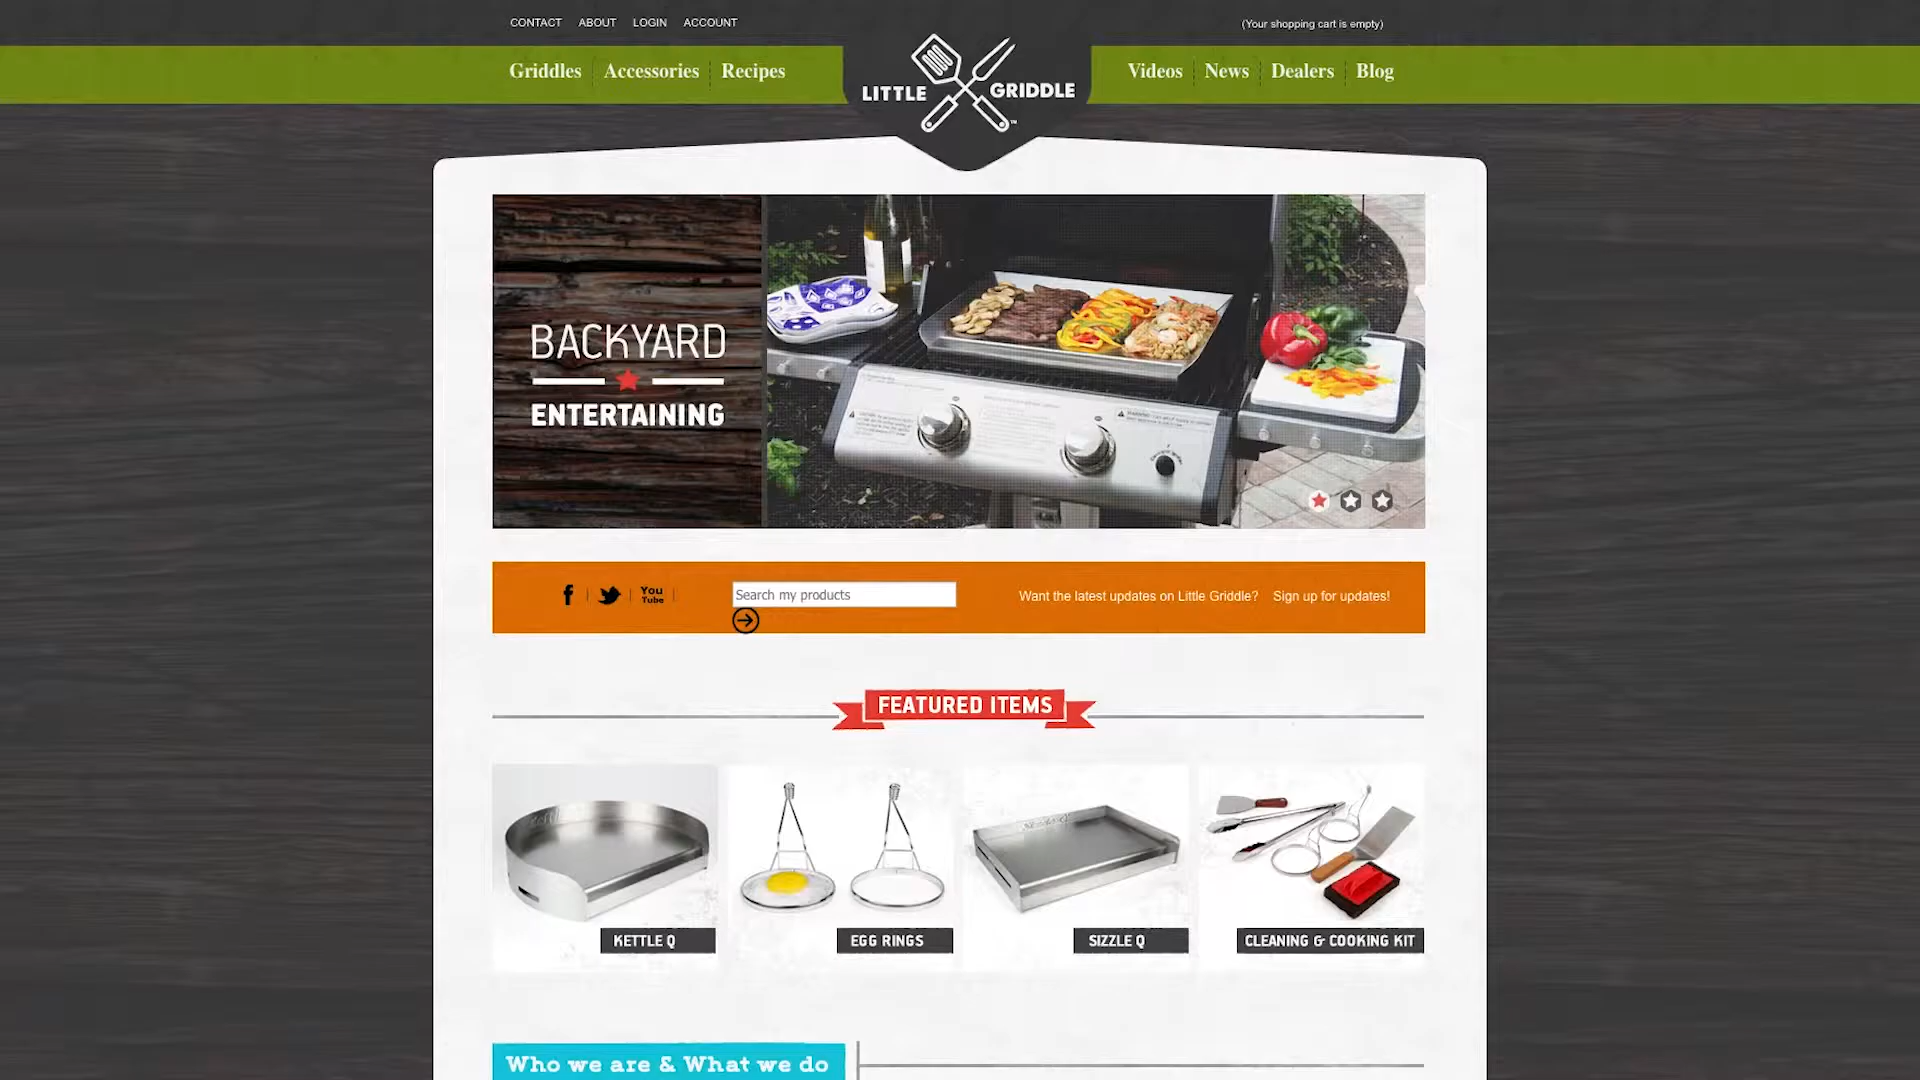 CONTACT ABOUT LOGIN ACCOUNT
(Your shopping cart is empty)
Griddles Accessories Recipes
LITTLE GRIDDLE
Videos News Dealers Blog
BACKYARD
ENTERTAINING
You
Tube
Search my products
Want the latest updates on Little Griddle? Sign up for updates!
FEATURED ITEMS
KETTLE Q
EGG RINGS
SIZZLE Q
CLEANING & COOKING KIT
Who we are & What we do